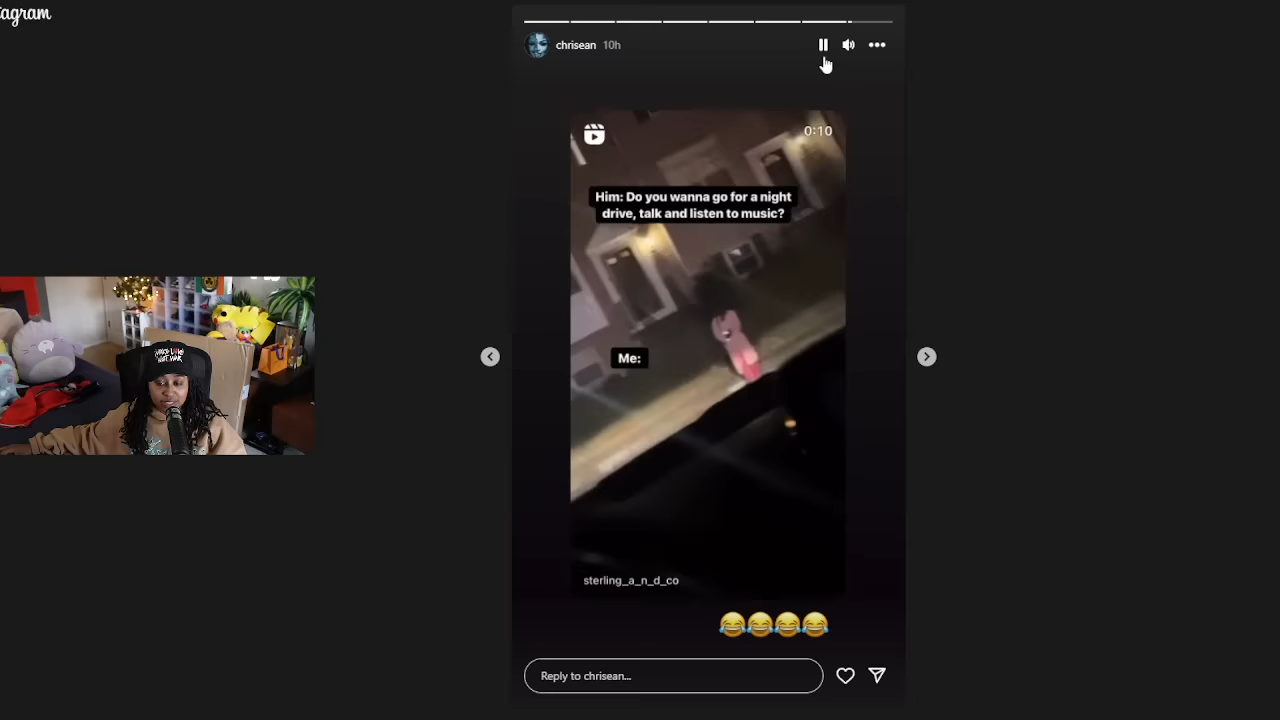 tagram
chrisean 10h
0:10
Him: Do you wanna go for a night
drive, talk and listen to music?
Me:
sterling_a_n_d_co
Reply to chrisean...